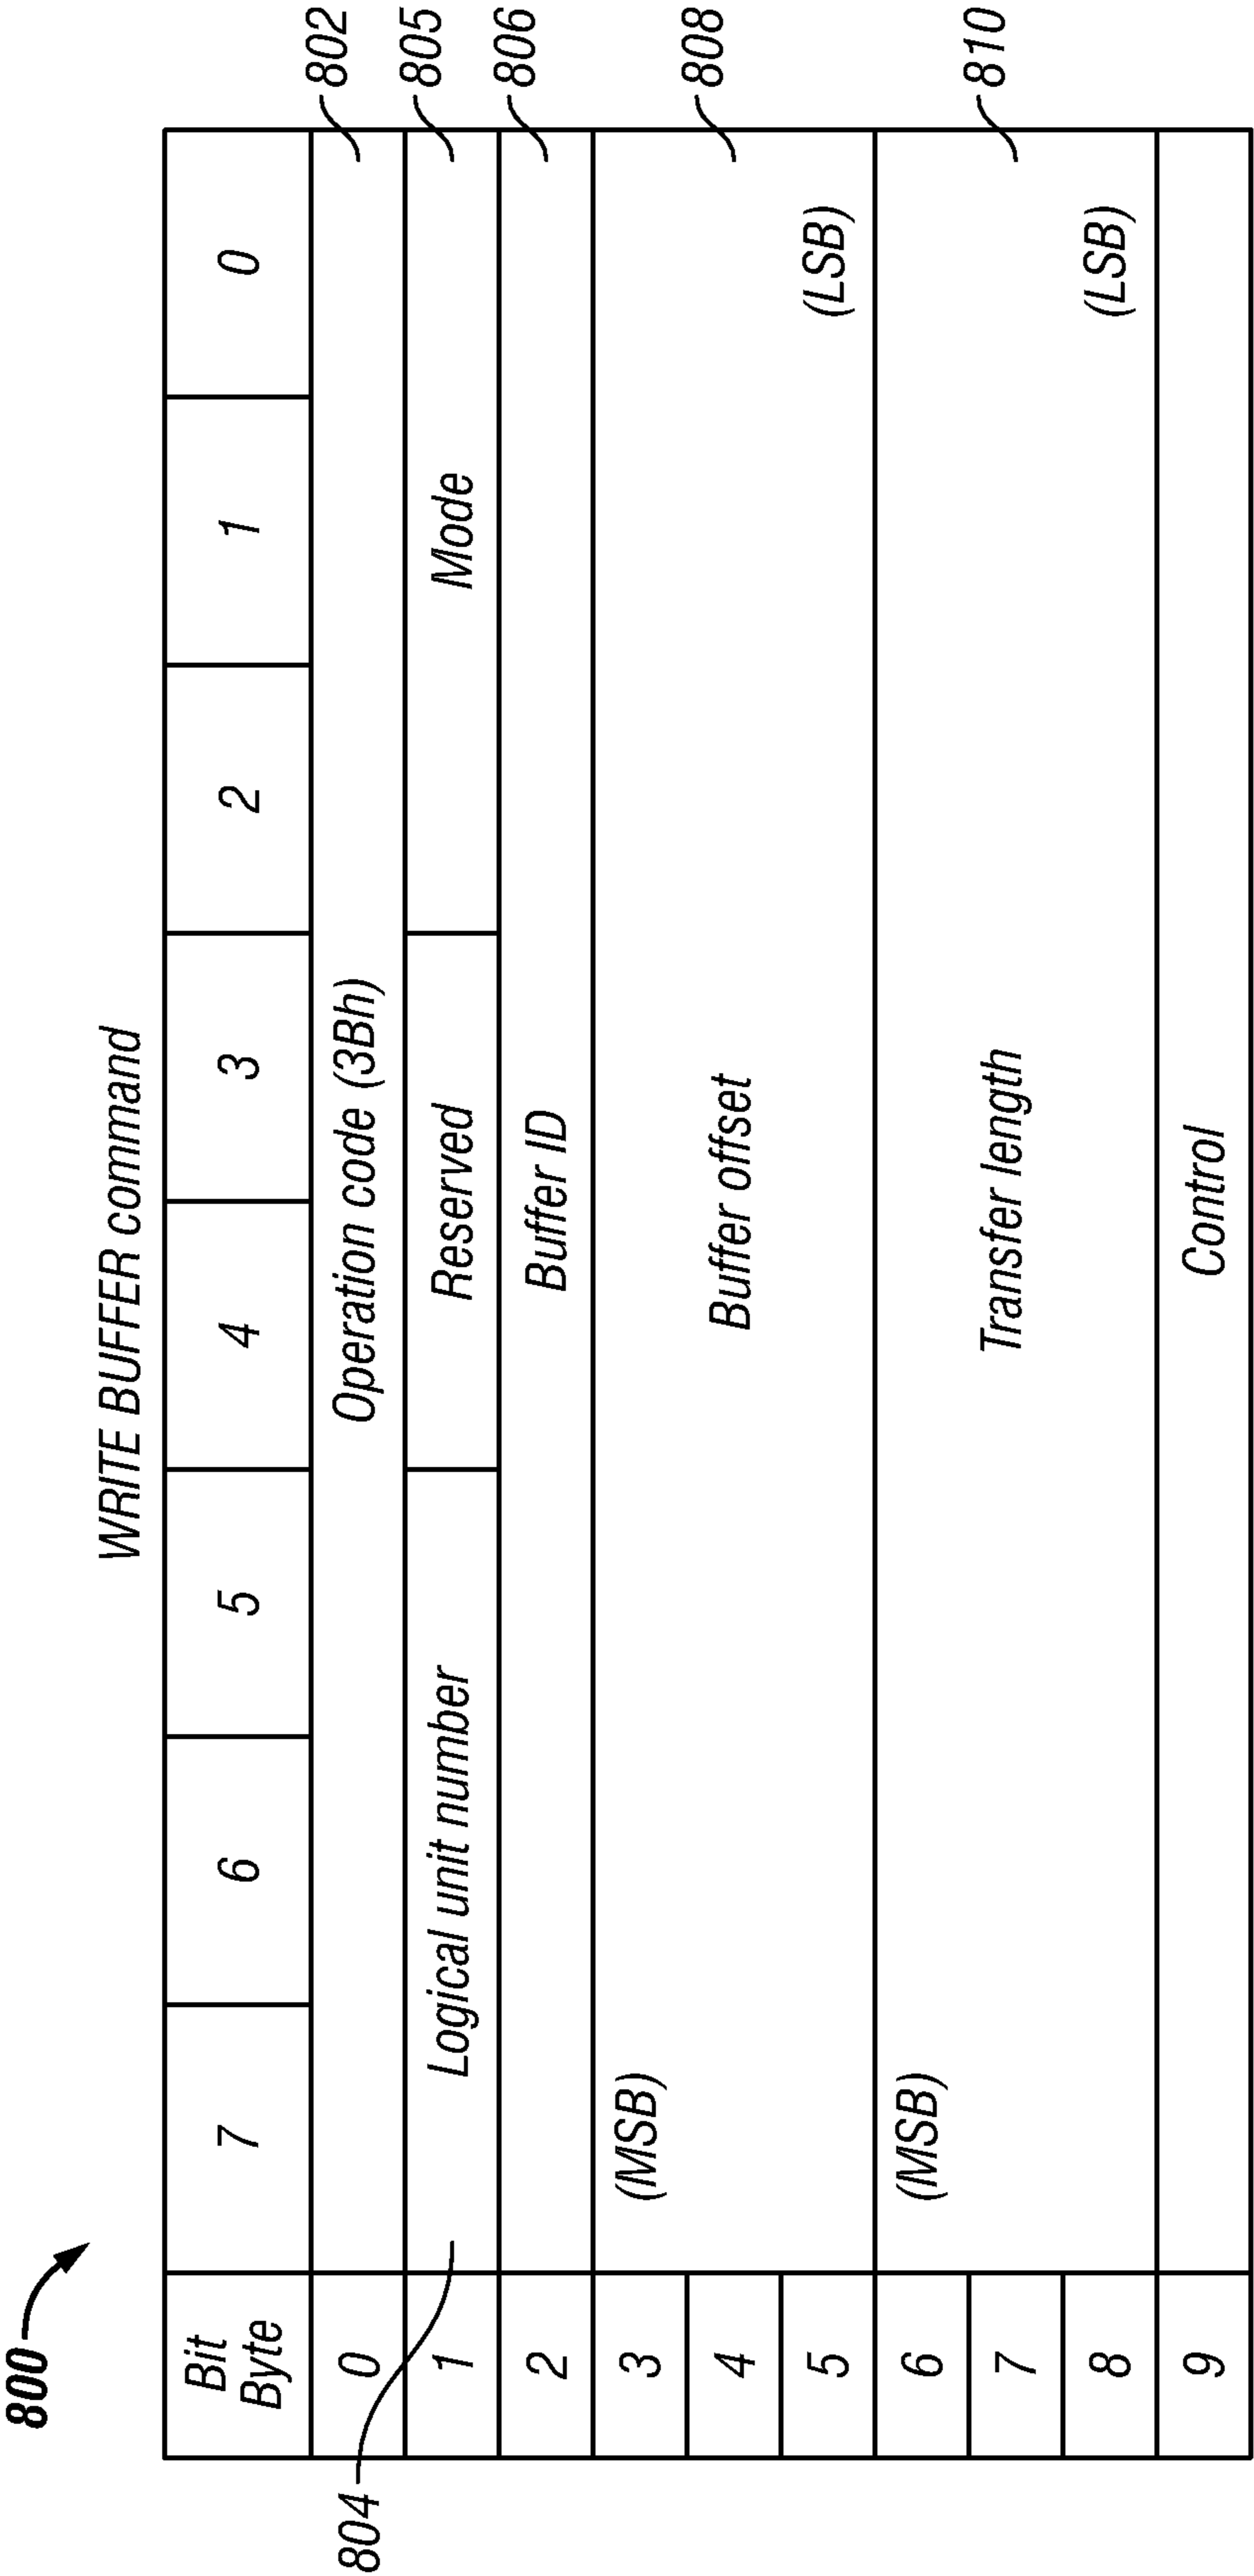 800
WRITE BUFFER command
Bit
Byte
7 6 5 4 3 2 1 0
0 Operation code (3Bh) 802
804 1 Logical unit number Reserved Mode 805
2 Buffer ID 806
3 (MSB)
4 Buffer offset 808
5 (LSB)
6 (MSB)
7 Transfer length 810
8 (LSB)
9 Control